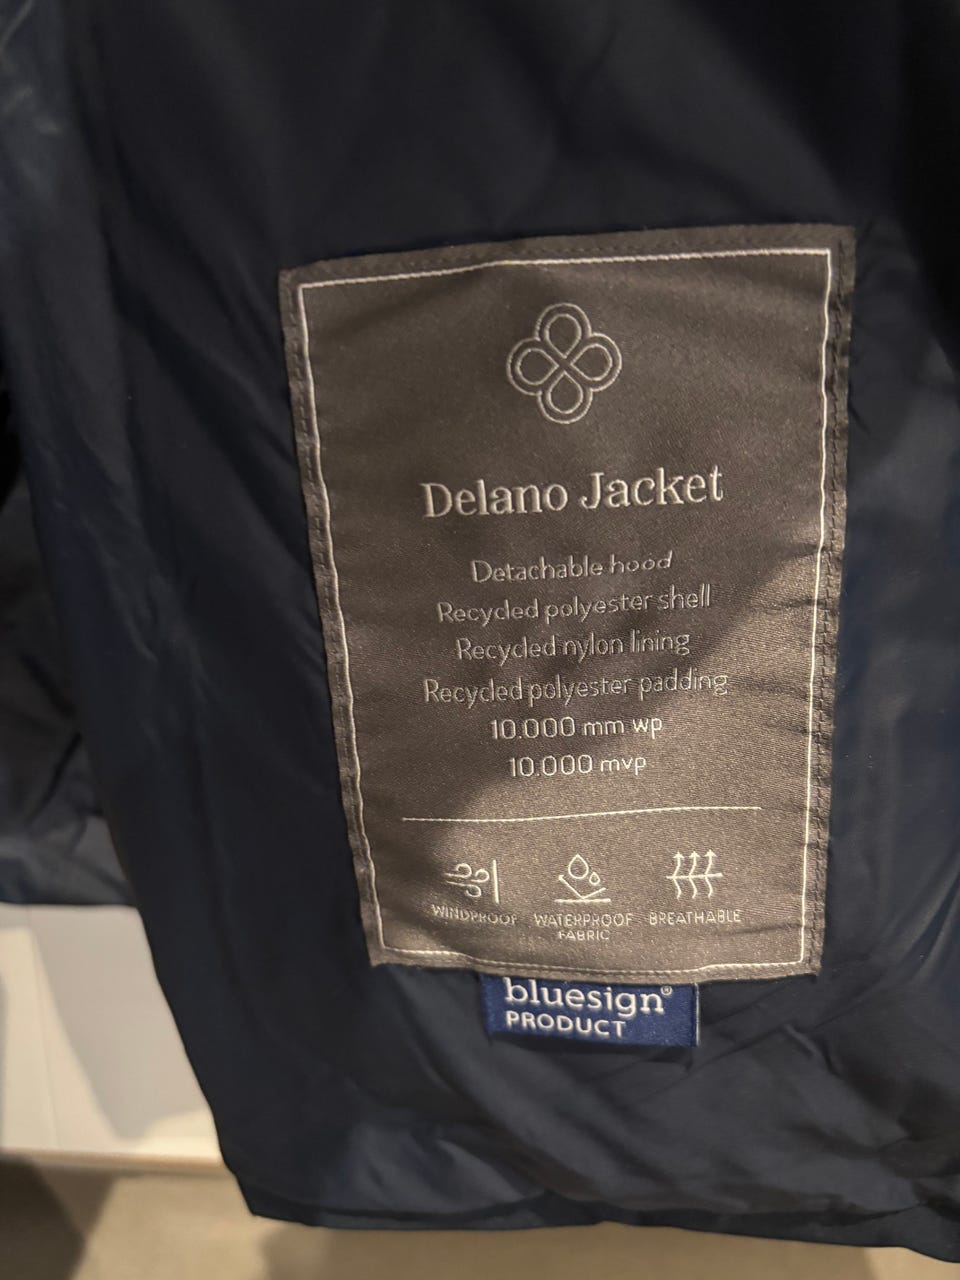 Delano Jacket
Detachable hood
Recycled polyester shell
Recycled nylon lining
Recycled polyester padding
10.000 mm wp
10.000 mvp
WINDPROOF WATERPROOF FABRIC BREATHABLE
bluesign®
PRODUCT